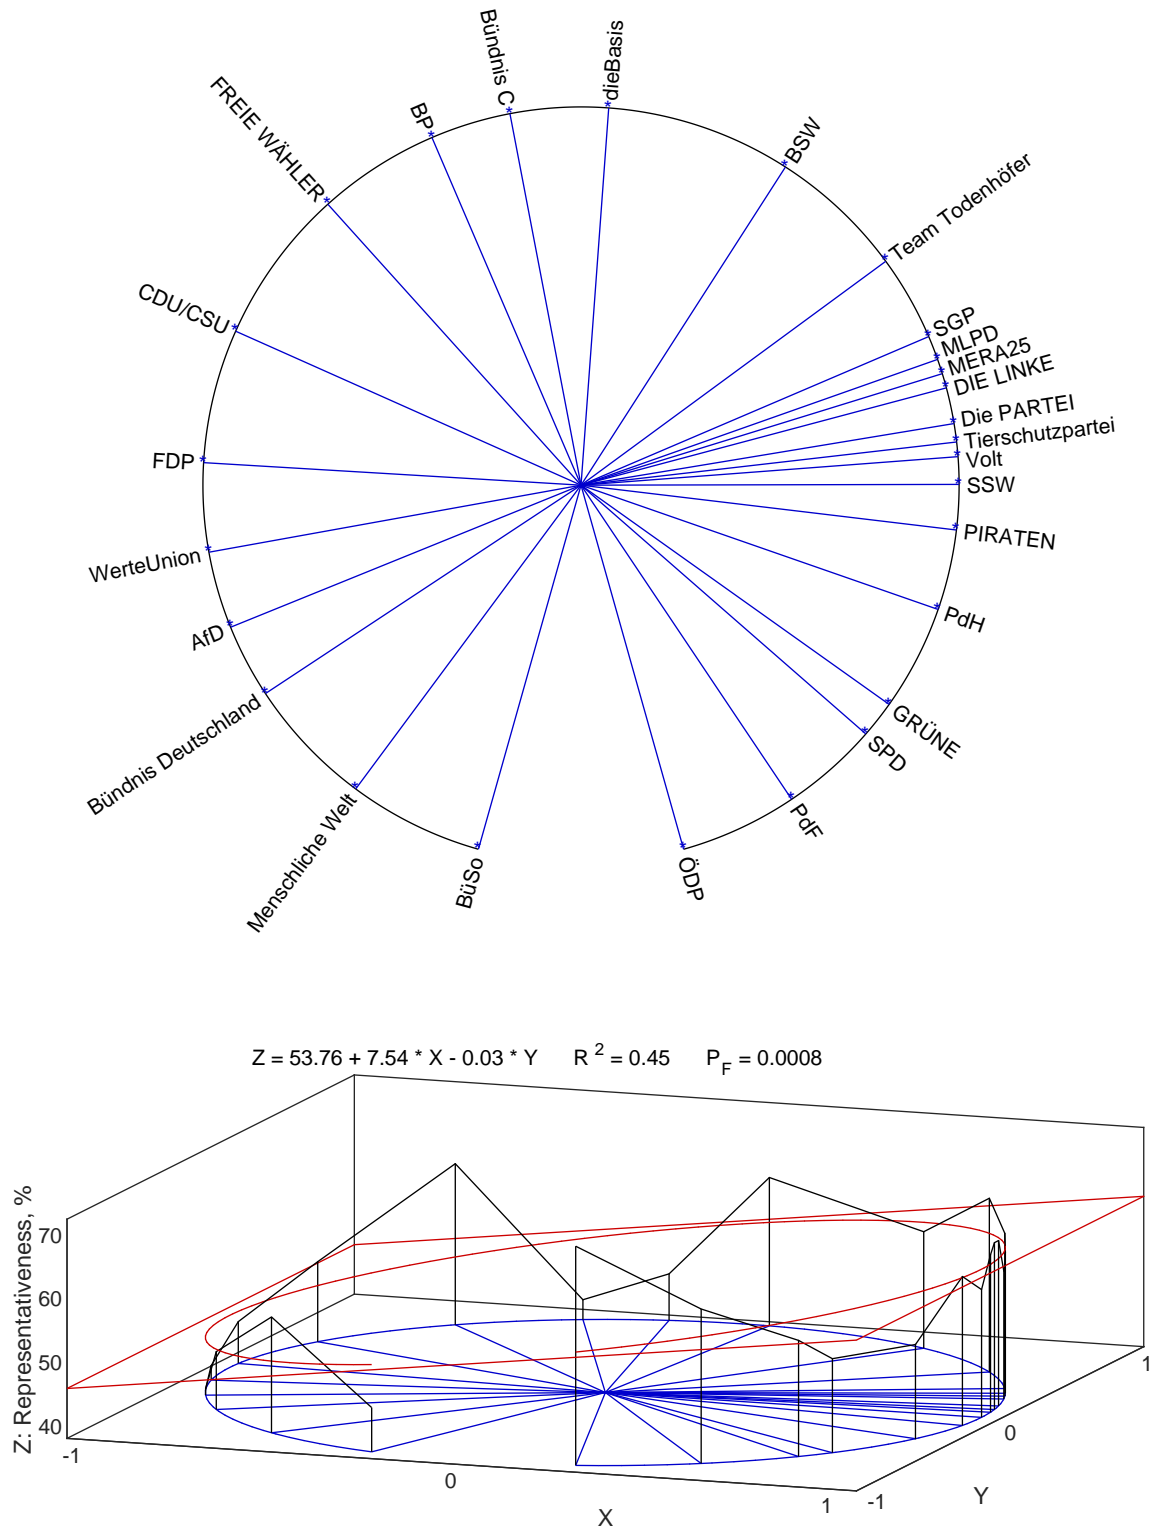 dieBasis
Bündnis C
BP
BSW
FREIE WÄHLER
Team Todenhöfer
CDU/CSU
SGP
MLPD
MERA25
DIE LINKE
Die PARTEI
Tierschutzpartei
FDP
Volt
SSW
PIRATEN
WerteUnion
PdH
AfD
GRÜNE
SPD
Bündnis Deutschland
PdF
Menschliche Welt
BüSo
ÖDP
Z = 53.76 + 7.54 * X - 0.03 * Y R 2 = 0.45 PF = 0.0008
Z: Representativeness, %
70
60
50
40
-1
0
1
X
-1
0
1
Y